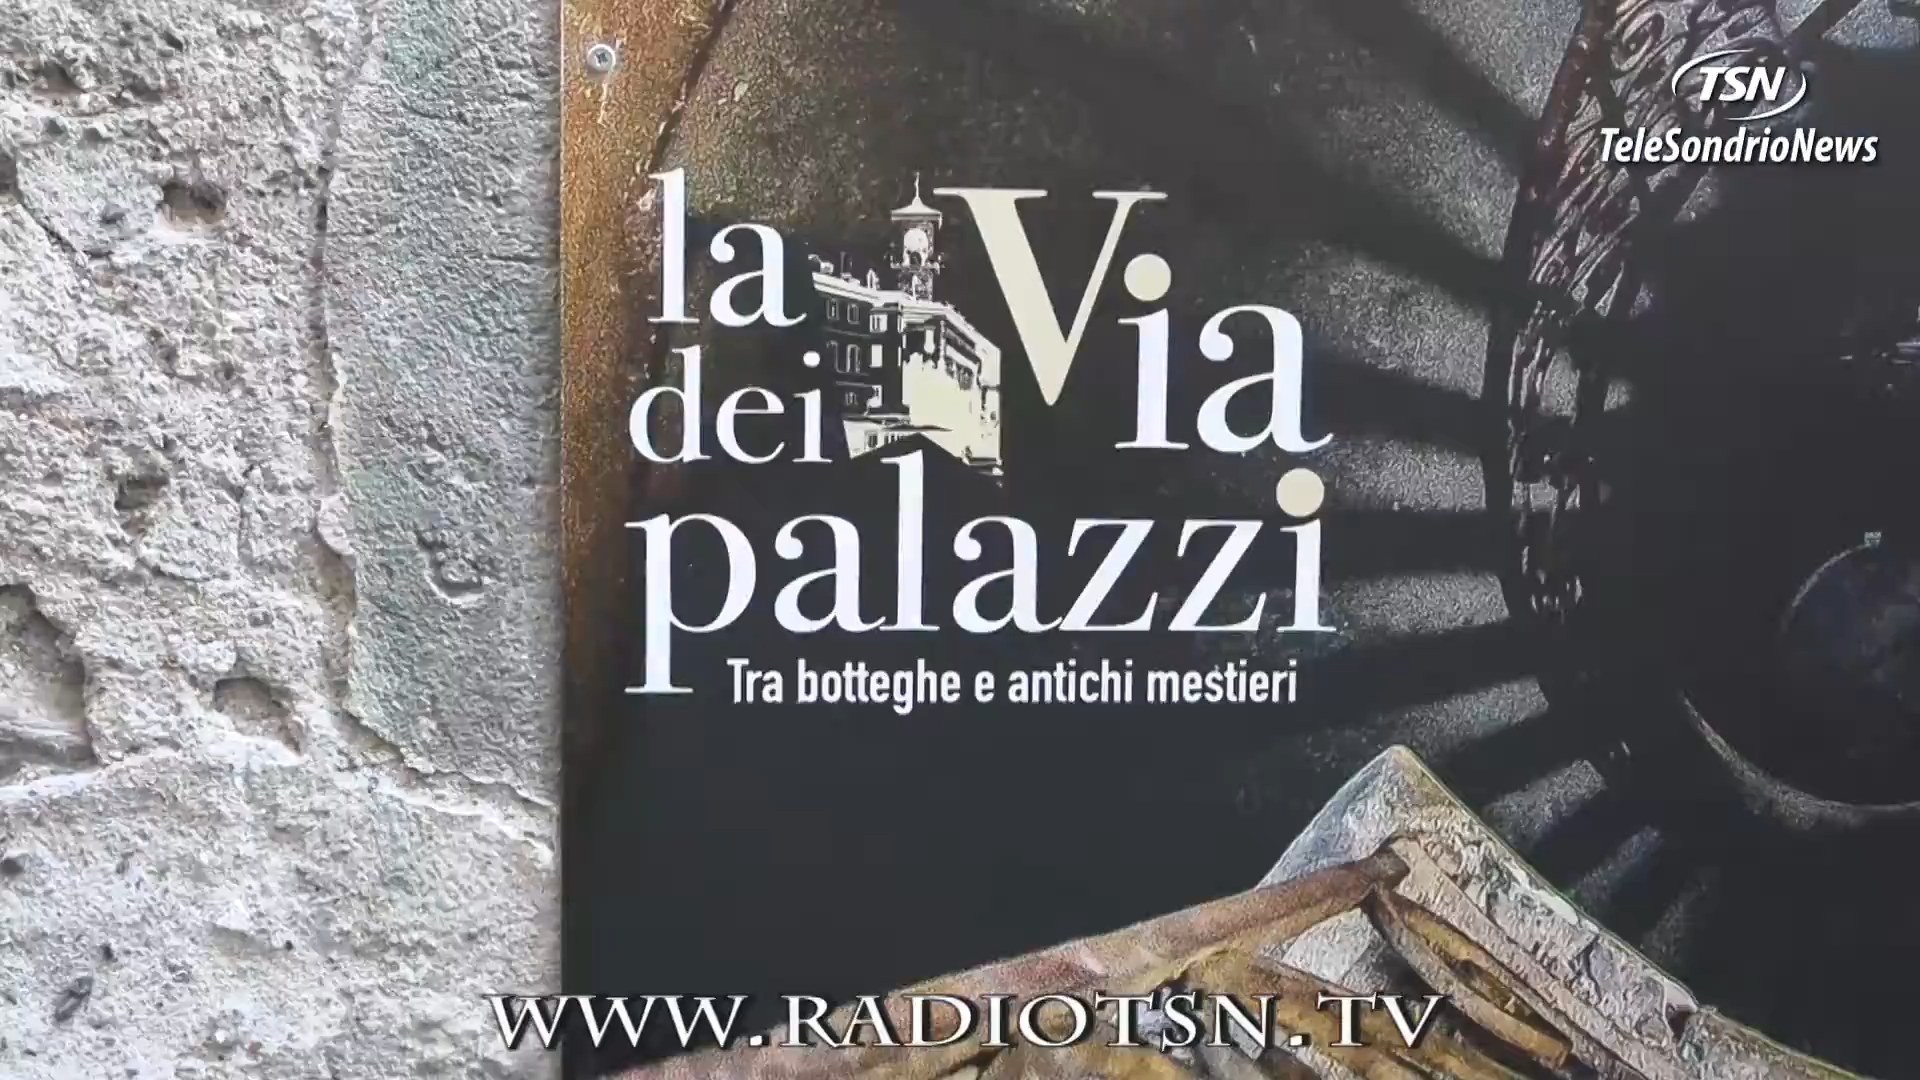 TSN
TeleSondrioNews
la Via
dei
palazzi
Tra botteghe e antichi mestieri
WWW.RADIOTSN.TV